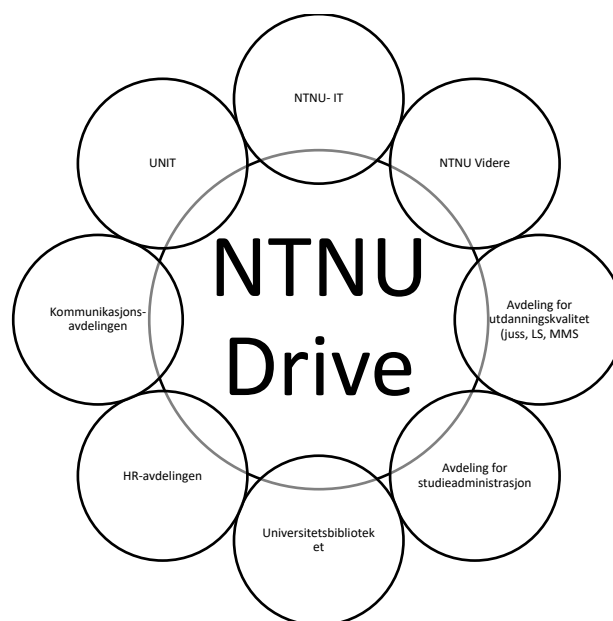 NTNU- IT
NTNU Videre
Avdeling for
utdanningskvalitet
(juss, LS, MMS
Avdeling for
studieadministrasjon
Universitetsbibliotek
et
HR-avdelingen
Kommunikasjons-
avdelingen
UNIT
NTNU
Drive